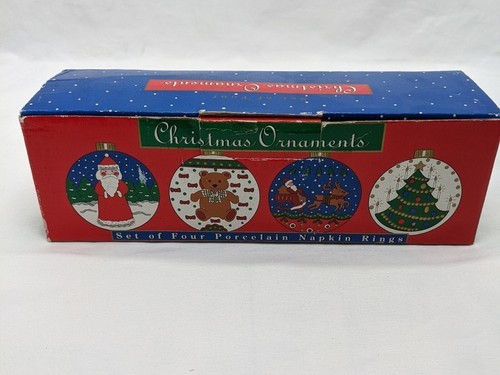 Christmas Ornaments
Christmas Ornaments
Set of Four Porcelain Napkin Rings